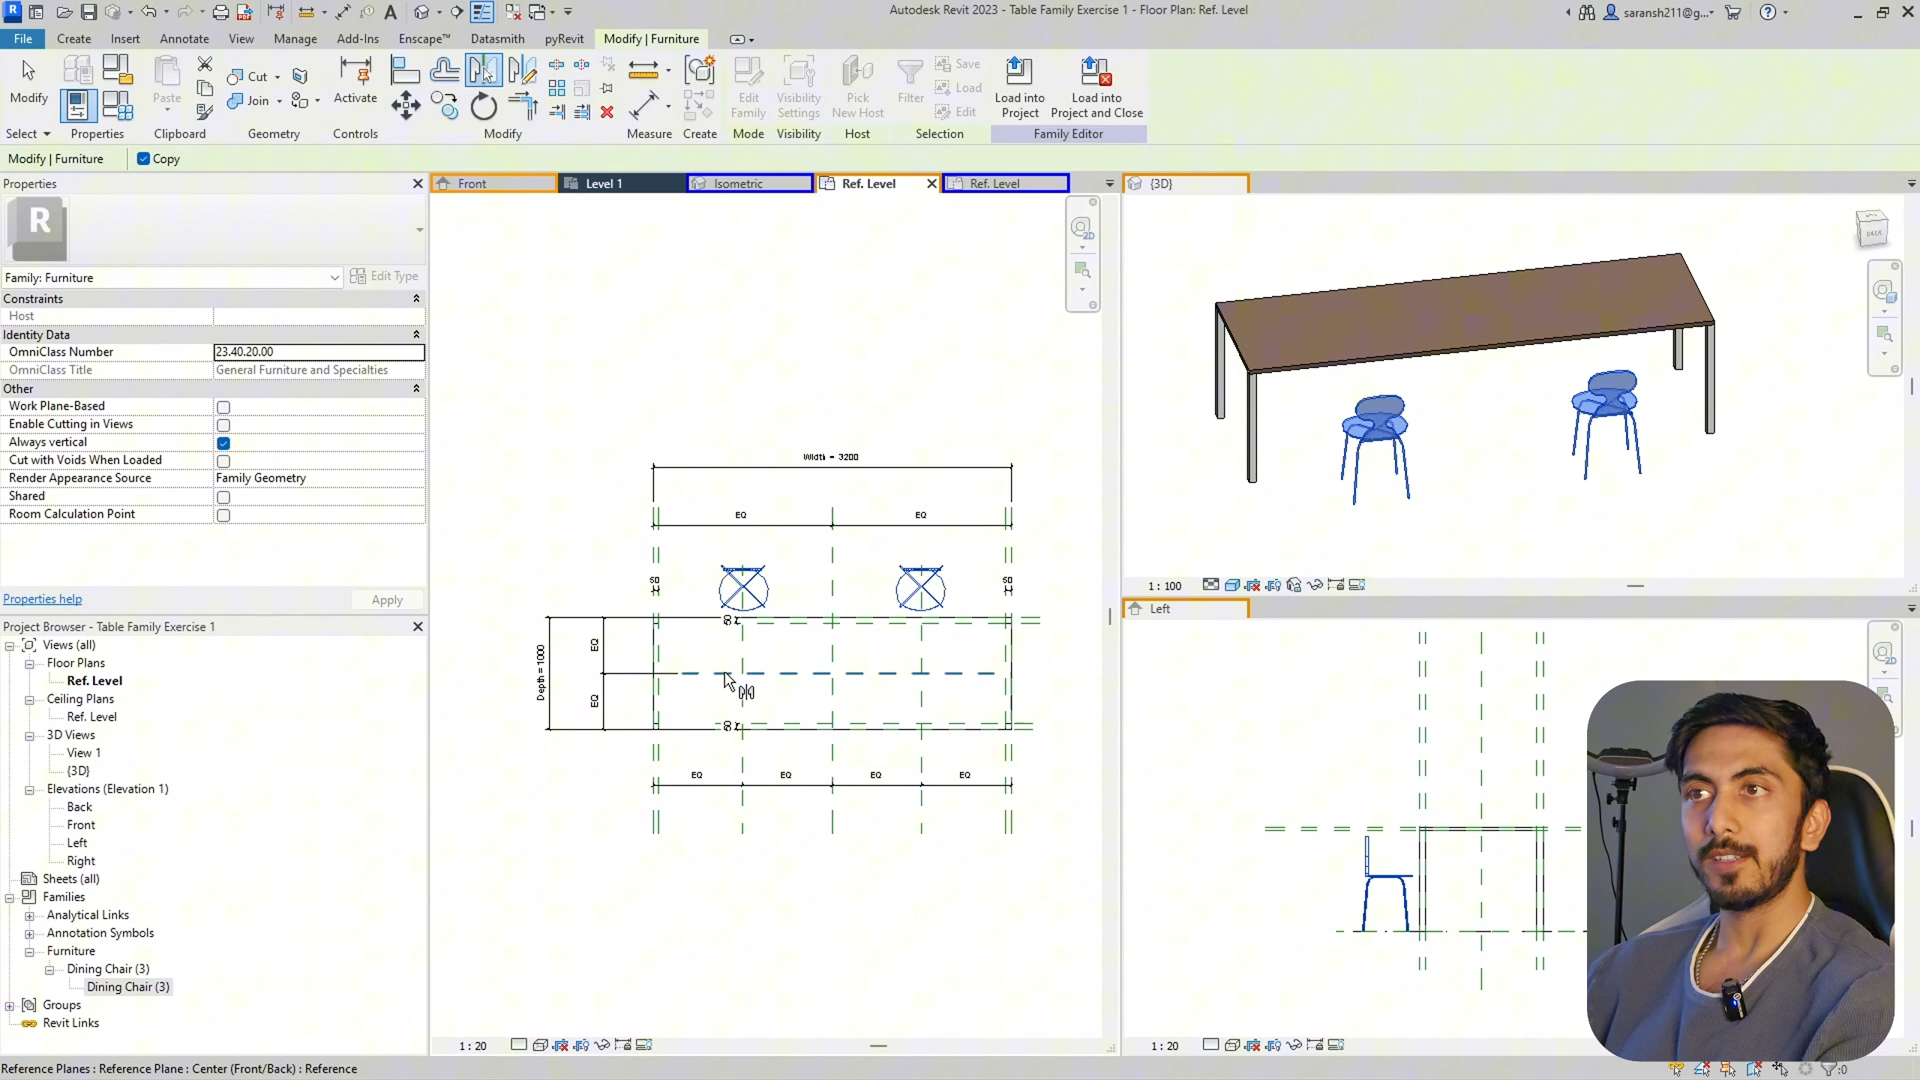 Autodesk Revit 2023 - Table Family Exercise 1 - Floor Plan: Ref. Level
saransh211@g...
File Create Insert Annotate View Manage Add-Ins Enscape™ Datasmith pyRevit Modify | Furniture
Modify
Paste
Cut
Join
Activate
Edit Family
Visibility Settings
Pick New Host
Filter
Save
Load
Edit
Load into Project
Load into Project and Close
Select Properties Clipboard Geometry Controls Modify Measure Create Mode Visibility Host Selection Family Editor
Modify | Furniture Copy
Properties
R
Family: Furniture Edit Type
Constraints
Host
Identity Data
OmniClass Number 23.40.20.00
OmniClass Title General Furniture and Specialties
Other
Work Plane-Based
Enable Cutting in Views
Always vertical
Cut with Voids When Loaded
Render Appearance Source Family Geometry
Shared
Room Calculation Point
Properties help Apply
Project Browser - Table Family Exercise 1
Views (all)
Floor Plans
Ref. Level
Ceiling Plans
Ref. Level
3D Views
View 1
{3D}
Elevations (Elevation 1)
Back
Front
Left
Right
Sheets (all)
Families
Analytical Links
Annotation Symbols
Furniture
Dining Chair (3)
Dining Chair (3)
Groups
Revit Links
Front Level 1 Isometric Ref. Level Ref. Level
2D
Width = 3200
EQ EQ
50 50
50
Depth = 1000
EQ
EQ
50
EQ EQ EQ EQ
1 : 20
{3D}
1 : 100
Left
2D
1 : 20
Reference Planes : Reference Plane : Center (Front/Back) : Reference
:0